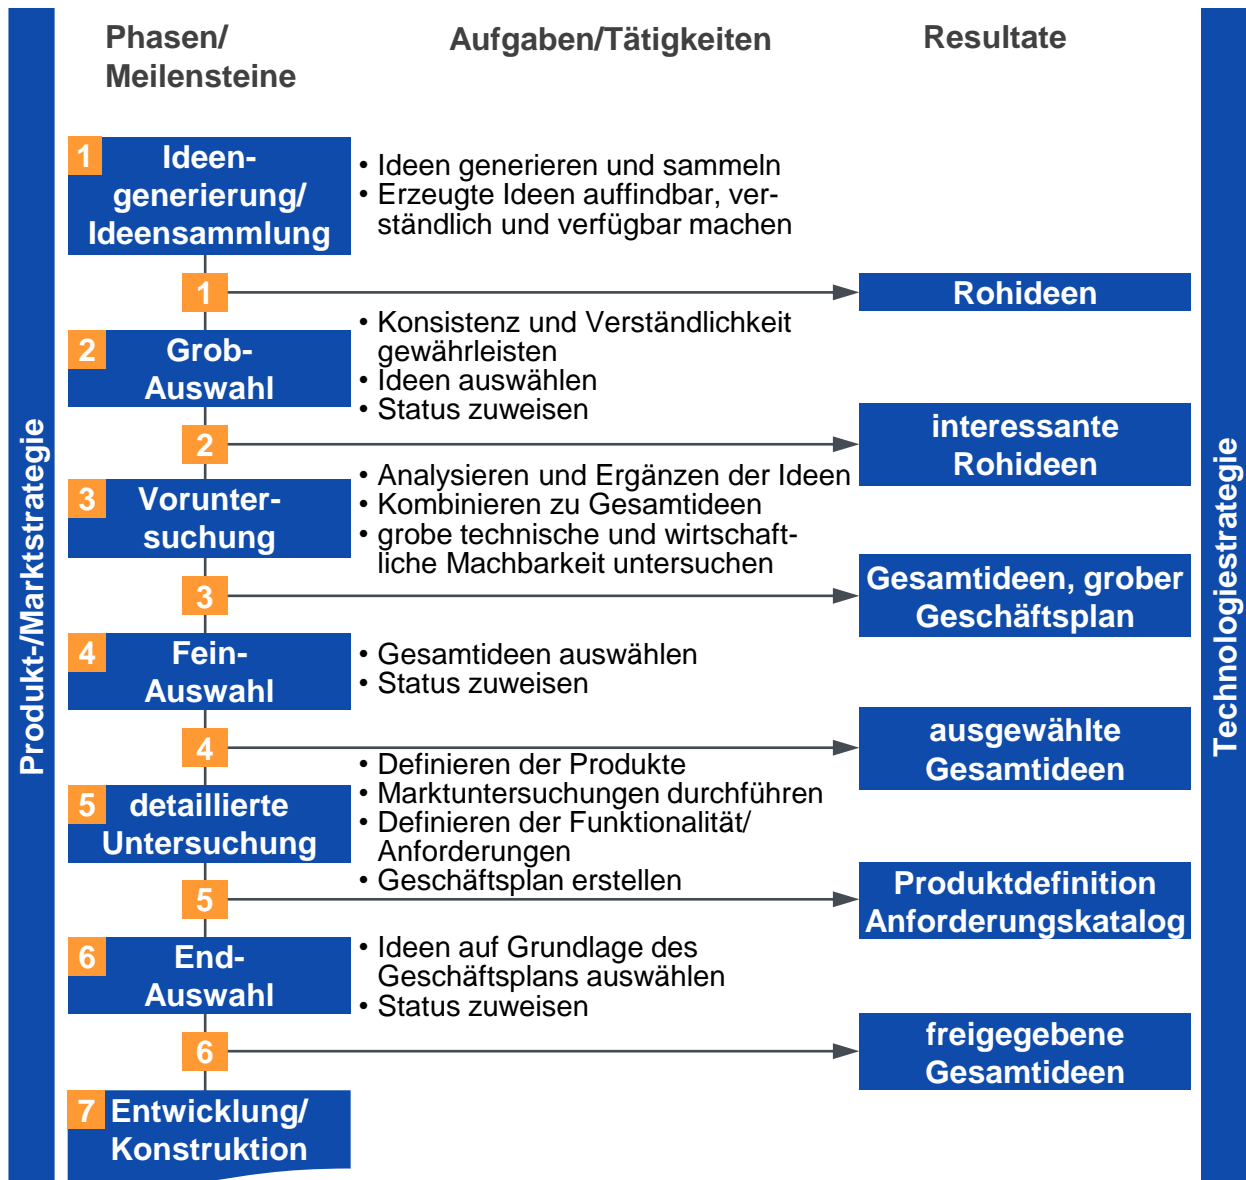 Phasen/
Meilensteine
Aufgaben/Tätigkeiten
Resultate
Produkt-/Marktstrategie
Technologiestrategie
1 Ideen-
generierung/
Ideensammlung
• Ideen generieren und sammeln
• Erzeugte Ideen auffindbar, ver-
ständlich und verfügbar machen
1
Rohideen
2 Grob-
Auswahl
• Konsistenz und Verständlichkeit
gewährleisten
• Ideen auswählen
• Status zuweisen
2
interessante
Rohideen
3 Vorunter-
suchung
• Analysieren und Ergänzen der Ideen
• Kombinieren zu Gesamtideen
• grobe technische und wirtschaft-
liche Machbarkeit untersuchen
3
Gesamtideen, grober
Geschäftsplan
4 Fein-
Auswahl
• Gesamtideen auswählen
• Status zuweisen
4
ausgewählte
Gesamtideen
5 detaillierte
Untersuchung
• Definieren der Produkte
• Marktuntersuchungen durchführen
• Definieren der Funktionalität/
Anforderungen
• Geschäftsplan erstellen
5
Produktdefinition
Anforderungskatalog
6 End-
Auswahl
• Ideen auf Grundlage des
Geschäftsplans auswählen
• Status zuweisen
6
freigegebene
Gesamtideen
7 Entwicklung/
Konstruktion